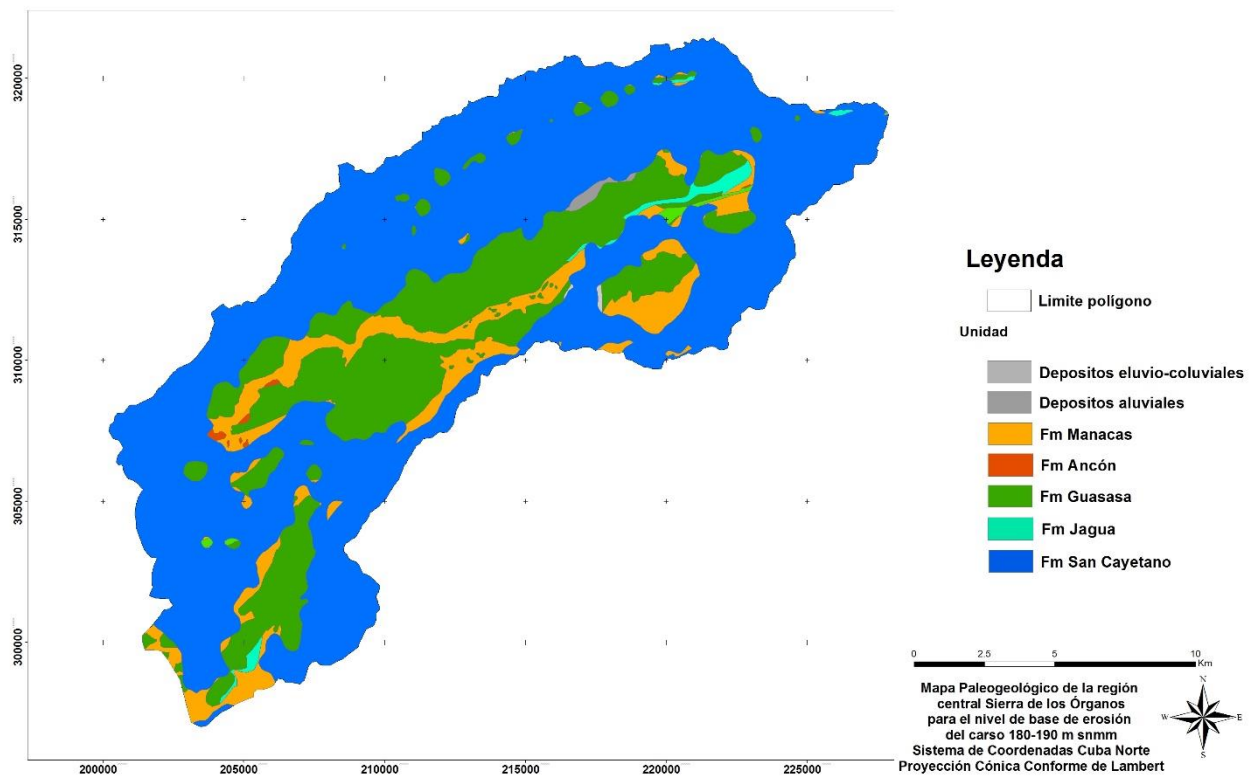 320000
315000
310000
305000
300000
200000
205000
210000
215000
220000
225000
Leyenda
Limite polígono
Unidad
Depositos eluvio-coluviales
Depositos aluviales
Fm Manacas
Fm Ancón
Fm Guasasa
Fm Jagua
Fm San Cayetano
0 2.5 5 10
Km
Mapa Paleogeológico de la región
central Sierra de los Órganos
para el nivel de base de erosión
del carso 180-190 m snmm
Sistema de Coordenadas Cuba Norte
Proyección Cónica Conforme de Lambert
N
W E
S